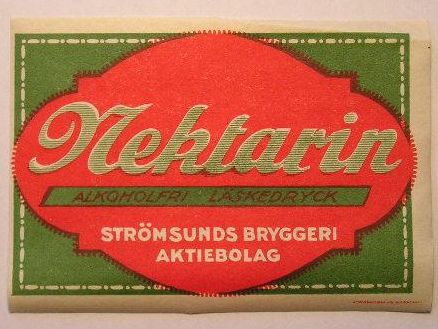 Nektarin
ALKOHOLFRI LÄSKEDRYCK
STRÖMSUNDS BRYGGERI
AKTIEBOLAG